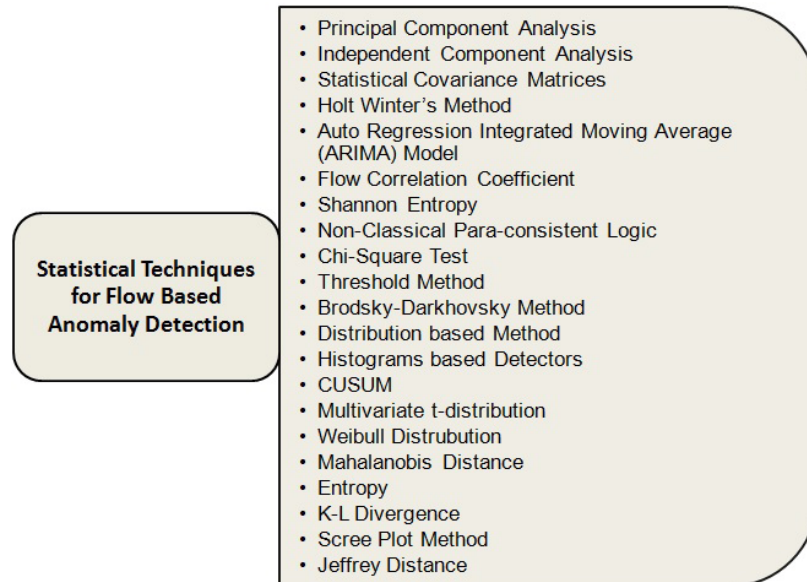 Statistical Techniques
for Flow Based
Anomaly Detection
• Principal Component Analysis
• Independent Component Analysis
• Statistical Covariance Matrices
• Holt Winter's Method
• Auto Regression Integrated Moving Average
(ARIMA) Model
• Flow Correlation Coefficient
• Shannon Entropy
• Non-Classical Para-consistent Logic
• Chi-Square Test
• Threshold Method
• Brodsky-Darkhovsky Method
• Distribution based Method
• Histograms based Detectors
• CUSUM
• Multivariate t-distribution
• Weibull Distrubution
• Mahalanobis Distance
• Entropy
• K-L Divergence
• Scree Plot Method
• Jeffrey Distance